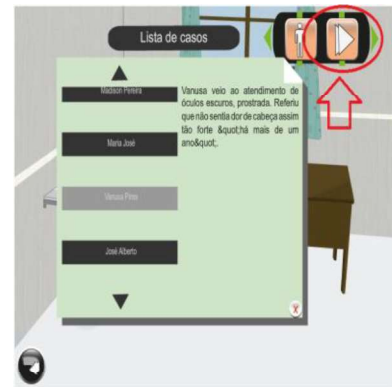 Lista de casos
Madison Pereira
Maria José
Vanusa Pires
José Alberto
Vanusa veio ao atendimento de
óculos escuros, prostrada. Referiu
que não sentia dor de cabeça assim
tão forte &quot;há mais de um
ano&quot;.
X